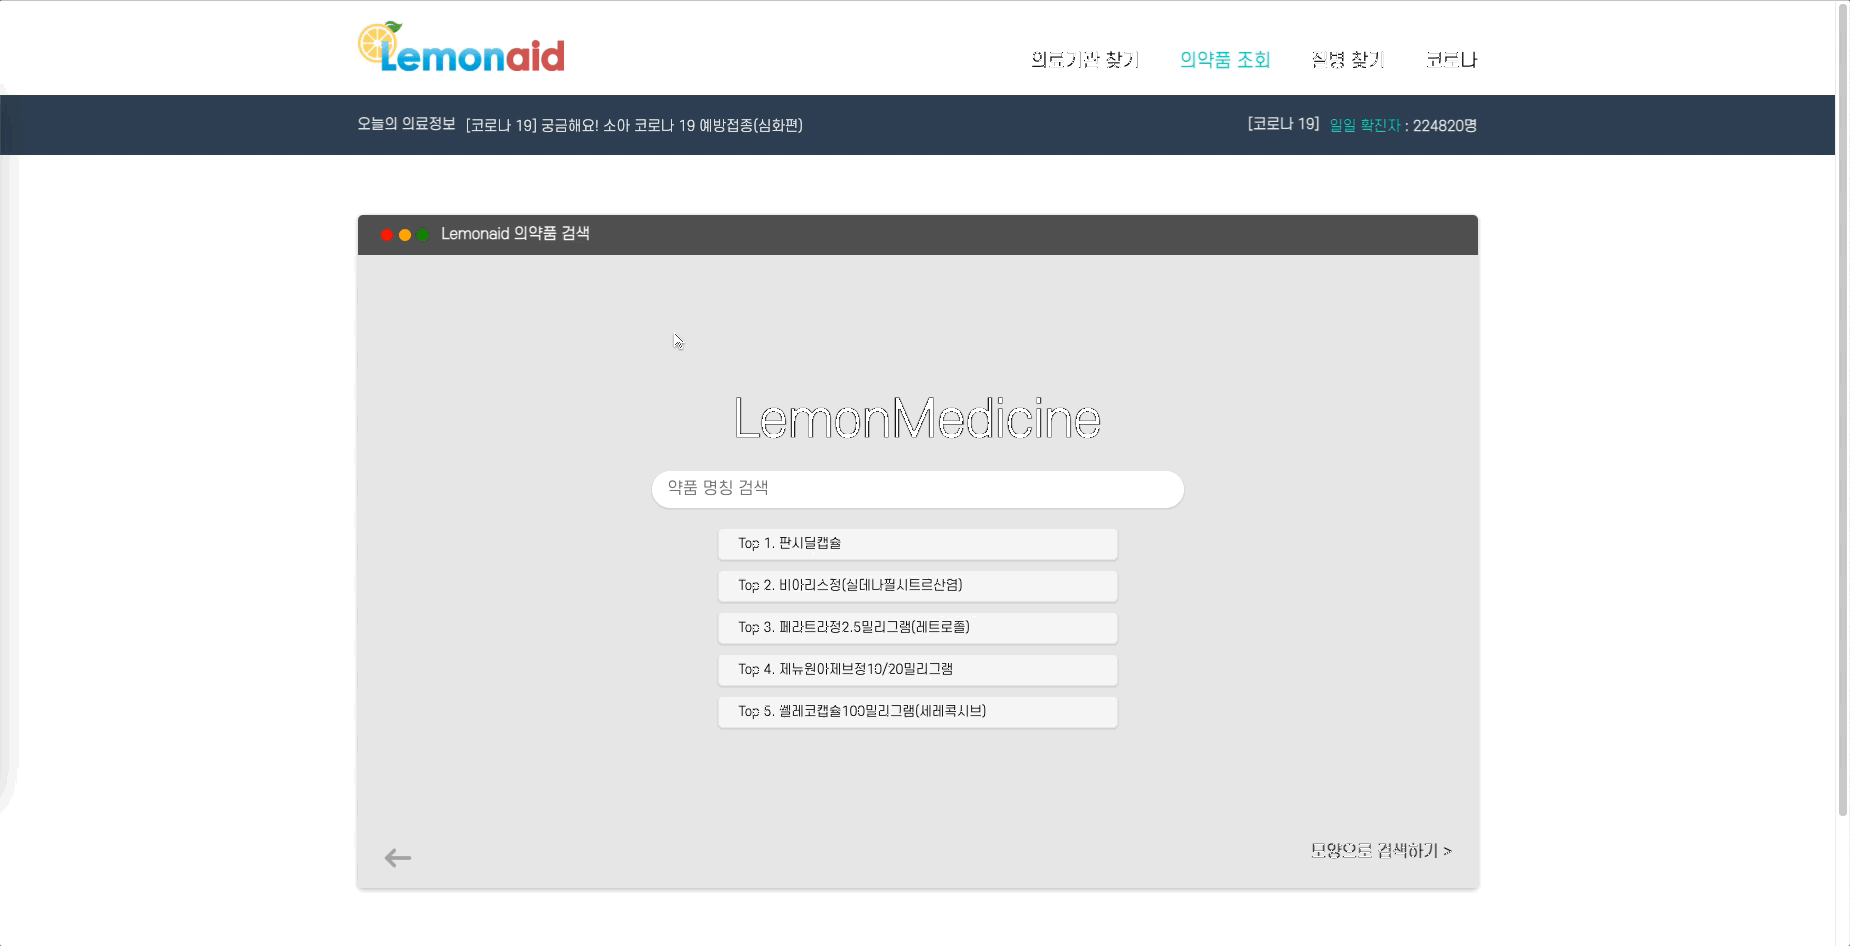 Lemonaid
의료기관 찾기 의약품 조회 질병 찾기 코로나
오늘의 의료정보 [코로나 19] 궁금해요! 소아 코로나 19 예방접종(심화편) [코로나 19] 일일 확진자 : 224820명
Lemonaid 의약품 검색
LemonMedicine
약품 명칭 검색
Top 1. 판시딜캡슐
Top 2. 비아리스정(실데나필시트르산염)
Top 3. 페라트라정2.5밀리그램(레트로졸)
Top 4. 제뉴원아제브정10/20밀리그램
Top 5. 쎌레코캡슐100밀리그램(세레콕시브)
모양으로 검색하기 >